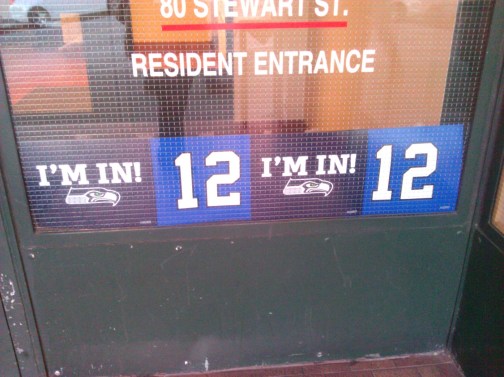 80 STEWART ST.
RESIDENT ENTRANCE
I'M IN! 12 I'M IN! 12